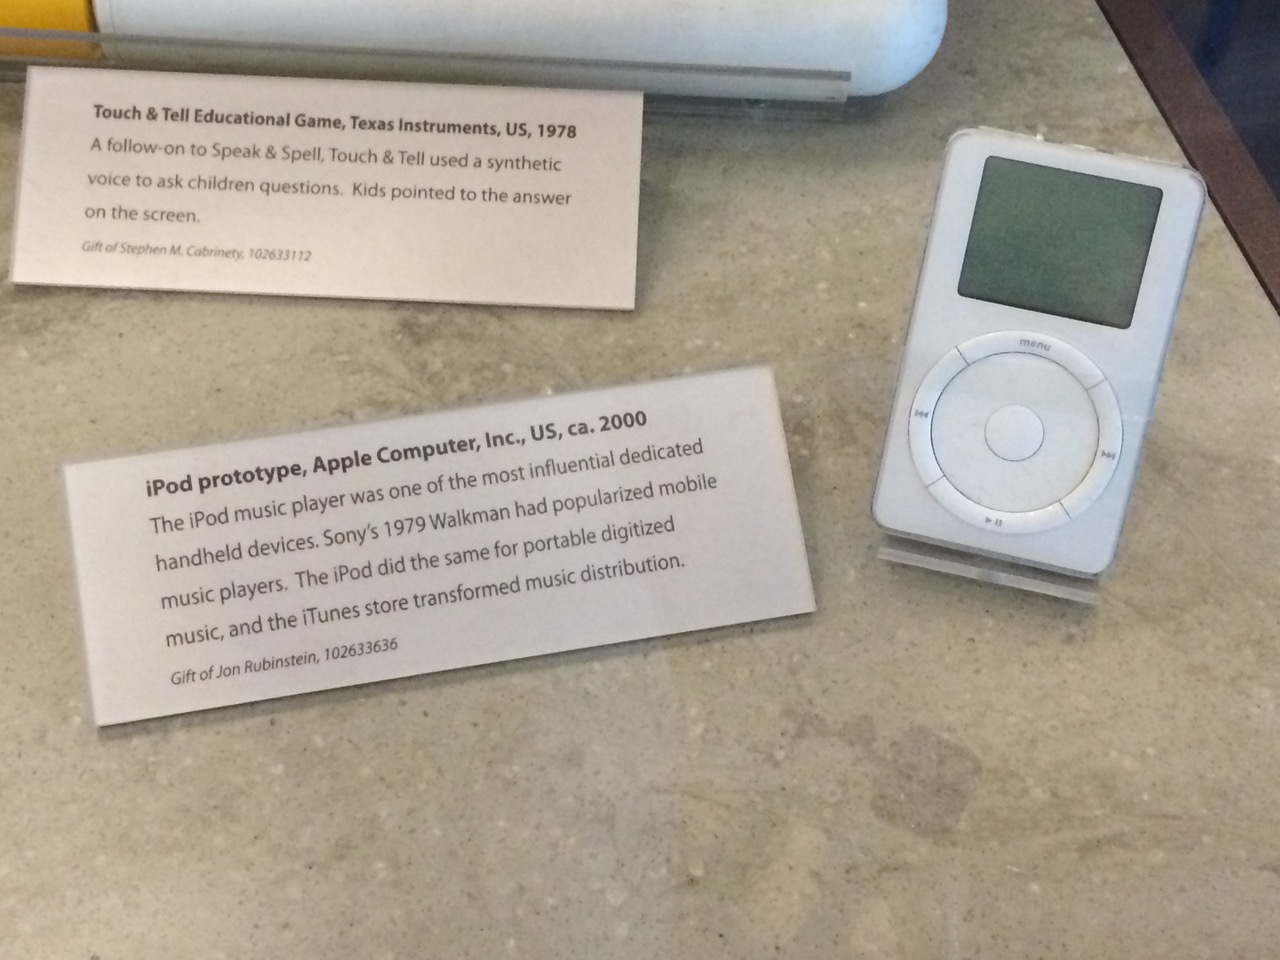 Touch & Tell Educational Game, Texas Instruments, US, 1978
A follow-on to Speak & Spell, Touch & Tell used a synthetic
voice to ask children questions. Kids pointed to the answer
on the screen.
Gift of Stephen M. Cabrinety, 102633112
iPod prototype, Apple Computer, Inc., US, ca. 2000
The iPod music player was one of the most influential dedicated
handheld devices. Sony's 1979 Walkman had popularized mobile
music players. The iPod did the same for portable digitized
music, and the iTunes store transformed music distribution.
Gift of Jon Rubinstein, 102633636
menu